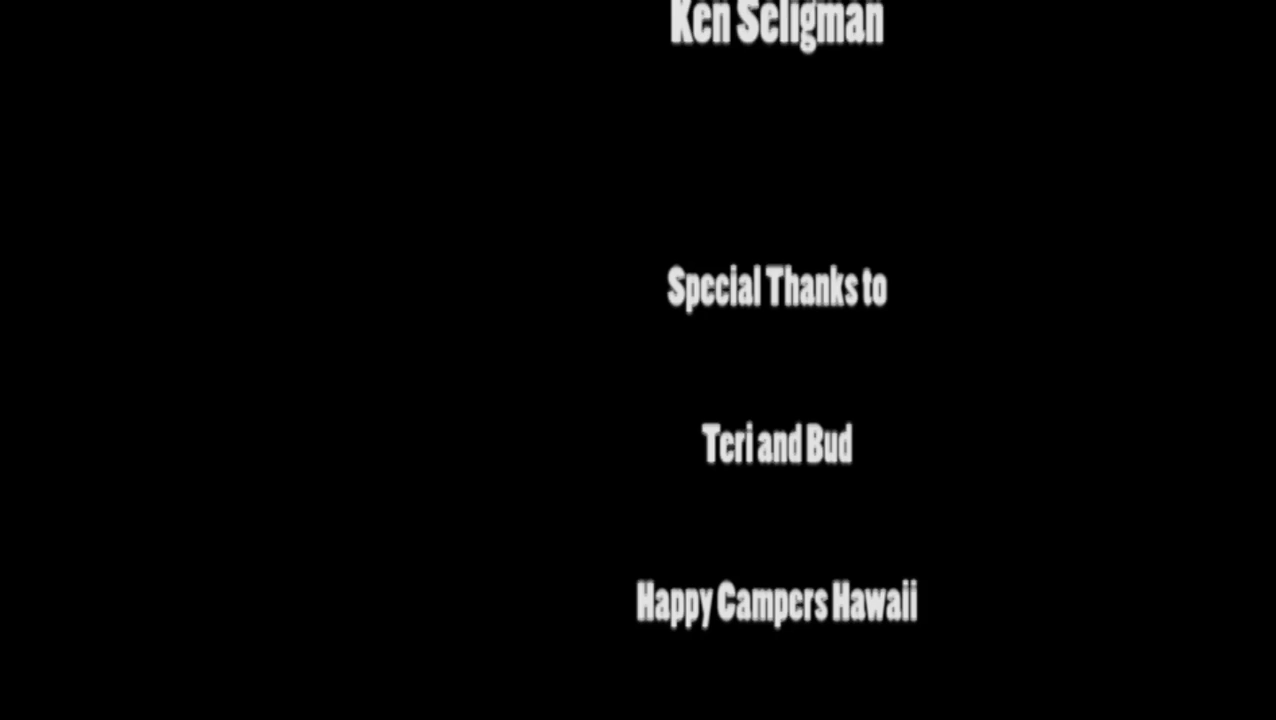 Ken Seligman
Special Thanks to
Teri and Bud
Happy Campers Hawaii